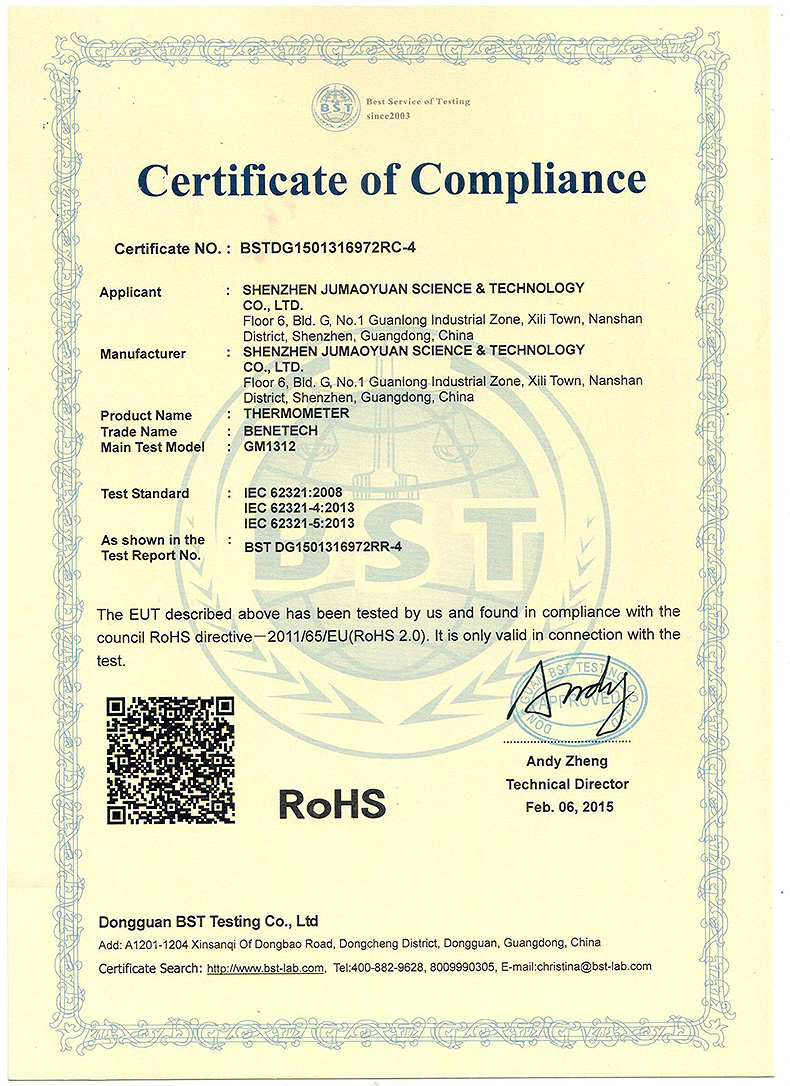 BST
Best Service of Testing
since2003
Certificate of Compliance
Certificate NO. : BSTDG1501316972RC-4
Applicant : SHENZHEN JUMAOYUAN SCIENCE & TECHNOLOGY
CO., LTD.
Floor 6, Bld. G, No.1 Guanlong Industrial Zone, Xili Town, Nanshan
District, Shenzhen, Guangdong, China
Manufacturer : SHENZHEN JUMAOYUAN SCIENCE & TECHNOLOGY
CO., LTD.
Floor 6, Bld. G, No.1 Guanlong Industrial Zone, Xili Town, Nanshan
District, Shenzhen, Guangdong, China
Product Name : THERMOMETER
Trade Name : BENETECH
Main Test Model : GM1312
Test Standard : IEC 62321:2008
IEC 62321-4:2013
IEC 62321-5:2013
As shown in the : BST DG1501316972RR-4
Test Report No.
BST
The EUT described above has been tested by us and found in compliance with the
council RoHS directive—2011/65/EU(RoHS 2.0). It is only valid in connection with the
test.
DONGGUAN BST TESTING CO.
APPROVED
Andy
Andy Zheng
Technical Director
Feb. 06, 2015
RoHS
Dongguan BST Testing Co., Ltd
Add: A1201-1204 Xinsanqi Of Dongbao Road, Dongcheng District, Dongguan, Guangdong, China
Certificate Search: http://www.bst-lab.com, Tel:400-882-9628, 8009990305, E-mail:christina@bst-lab.com